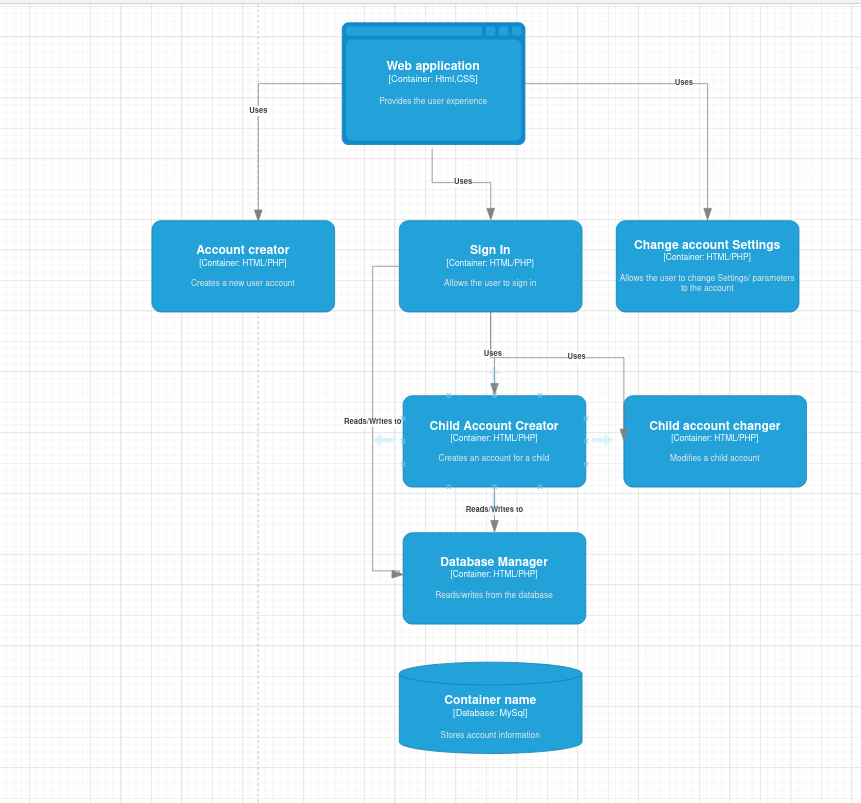 Web application
[Container: Html,CSS]
Provides the user experience
Uses
Uses
Uses
Account creator
[Container: HTML/PHP]
Creates a new user account
Sign In
[Container: HTML/PHP]
Allows the user to sign in
Change account Settings
[Container: HTML/PHP]
Allows the user to change Settings/ parameters
to the account
Uses
Uses
Reads/Writes to
Child Account Creator
[Container: HTML/PHP]
Creates an account for a child
Child account changer
[Container: HTML/PHP]
Modifies a child account
Reads/Writes to
Database Manager
[Container: HTML/PHP]
Reads/writes from the database
Container name
[Database: MySql]
Stores account information